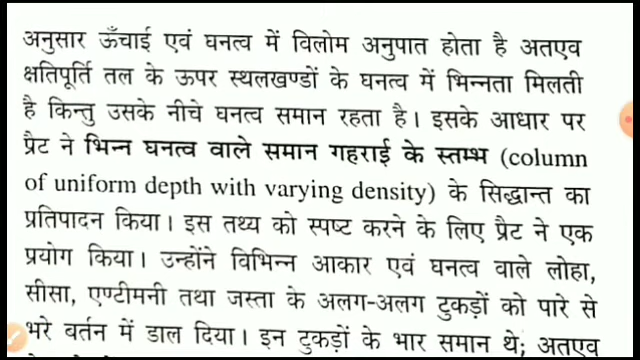 अनुसार ऊँचाई एवं घनत्व में विलोम अनुपात होता है अतएव
क्षतिपूर्ति तल के ऊपर स्थलखण्डों के घनत्व में भिन्नता मिलती
है किन्तु उसके नीचे घनत्व समान रहता है। इसके आधार पर
प्रैट ने भिन्न घनत्व वाले समान गहराई के स्तम्भ (column
of uniform depth with varying density) के सिद्धान्त का
प्रतिपादन किया। इस तथ्य को स्पष्ट करने के लिए प्रैट ने एक
प्रयोग किया। उन्होंने विभिन्न आकार एवं घनत्व वाले लोहा,
सीसा, एण्टीमनी तथा जस्ता के अलग-अलग टुकड़ों को पारे से
भरे बर्तन में डाल दिया। इन टुकड़ों के भार समान थे; अतएव